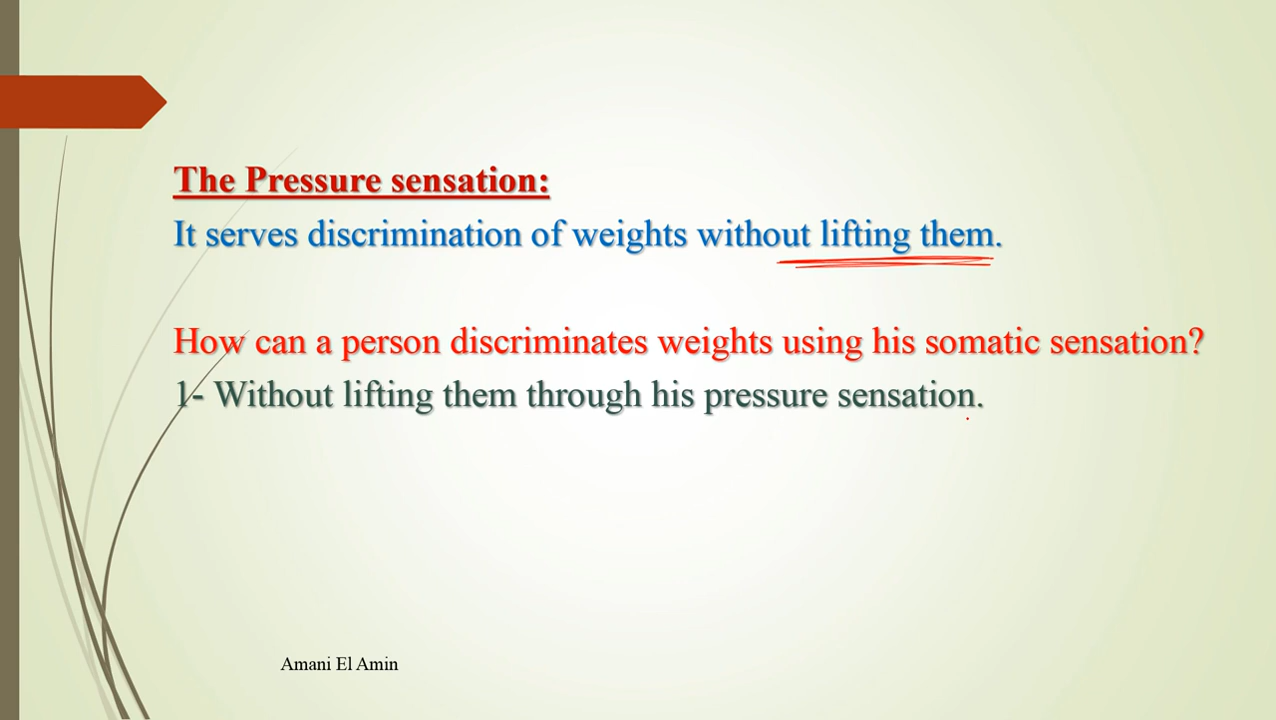 The Pressure sensation:
It serves discrimination of weights without lifting them.
How can a person discriminates weights using his somatic sensation?
1- Without lifting them through his pressure sensation.
Amani El Amin